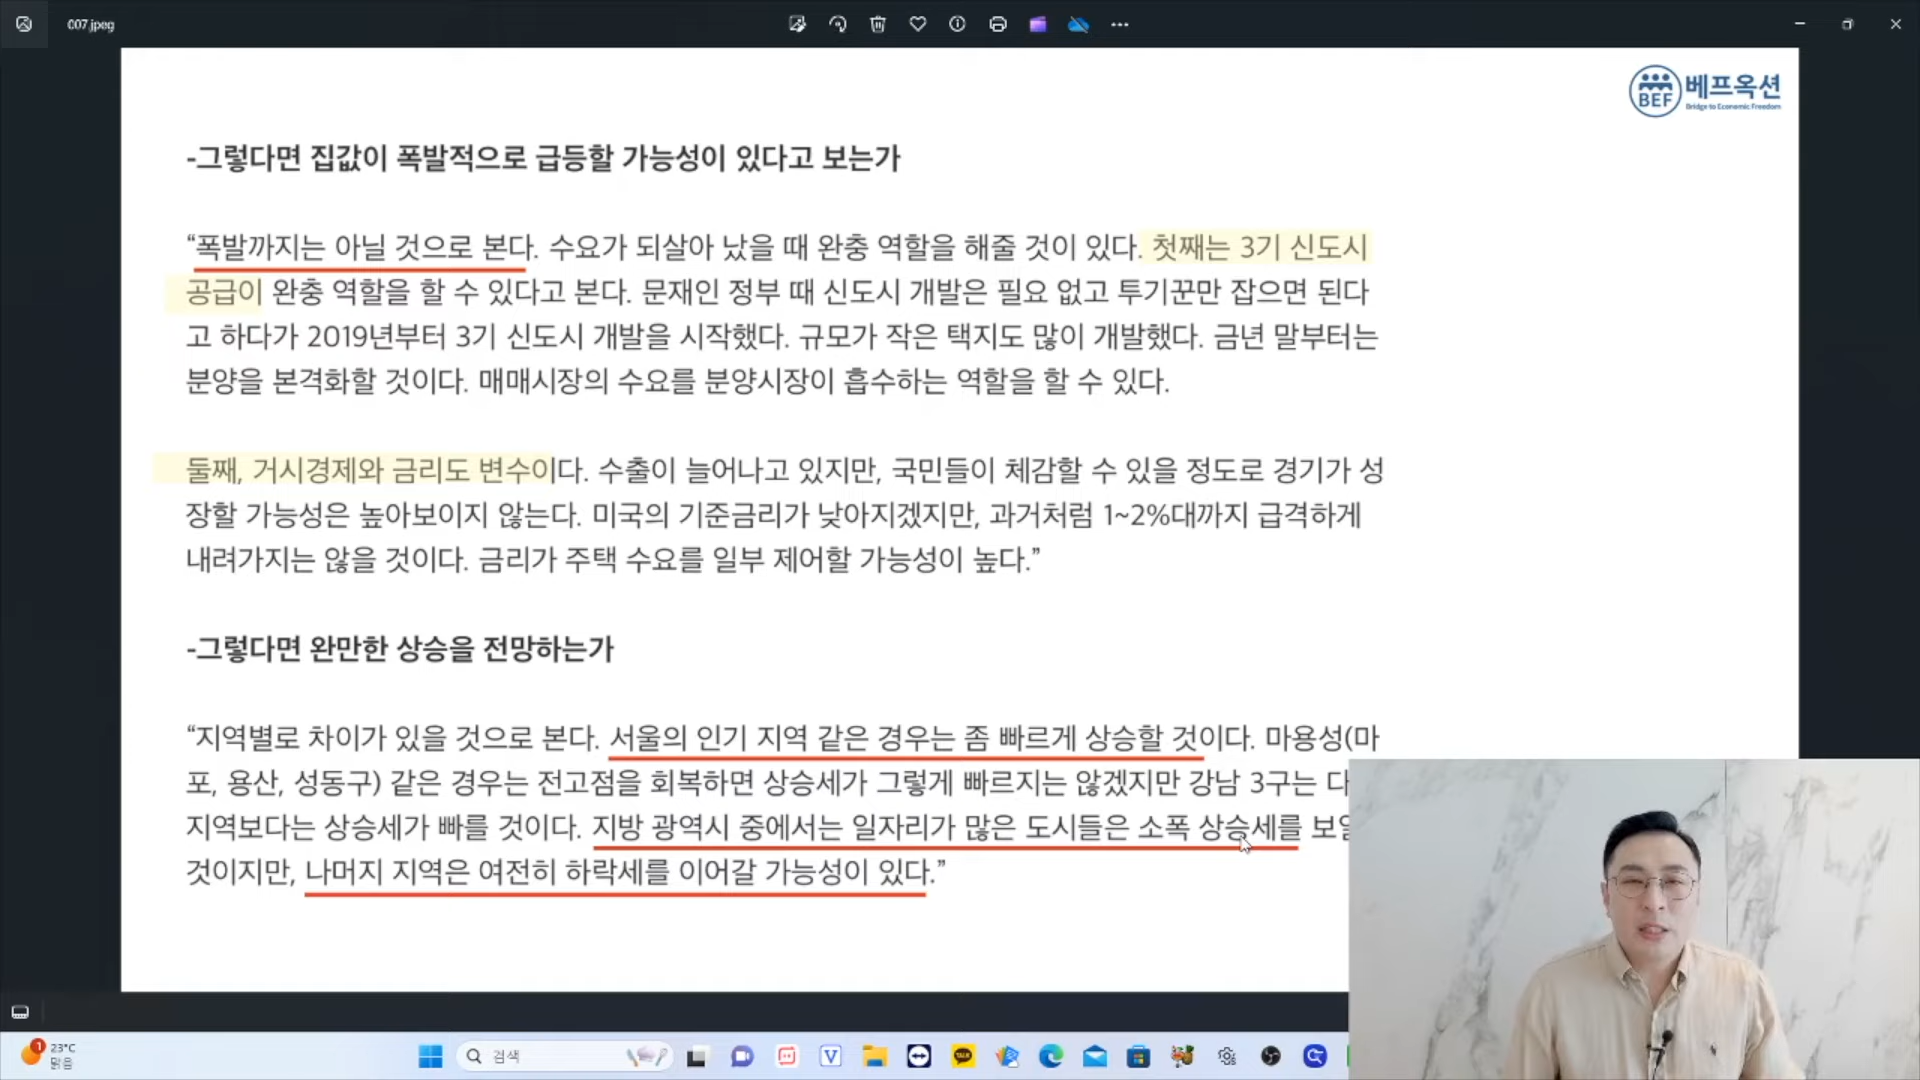 007.jpeg
BEF 베프옥션
Bridge to Economic Freedom
-그렇다면 집값이 폭발적으로 급등할 가능성이 있다고 보는가
“폭발까지는 아닐 것으로 본다. 수요가 되살아 났을 때 완충 역할을 해줄 것이 있다. 첫째는 3기 신도시
공급이 완충 역할을 할 수 있다고 본다. 문재인 정부 때 신도시 개발은 필요 없고 투기꾼만 잡으면 된다
고 하다가 2019년부터 3기 신도시 개발을 시작했다. 규모가 작은 택지도 많이 개발했다. 금년 말부터는
분양을 본격화할 것이다. 매매시장의 수요를 분양시장이 흡수하는 역할을 할 수 있다.
둘째, 거시경제와 금리도 변수이다. 수출이 늘어나고 있지만, 국민들이 체감할 수 있을 정도로 경기가 성
장할 가능성은 높아보이지 않는다. 미국의 기준금리가 낮아지겠지만, 과거처럼 1~2%대까지 급격하게
내려가지는 않을 것이다. 금리가 주택 수요를 일부 제어할 가능성이 높다.”
-그렇다면 완만한 상승을 전망하는가
“지역별로 차이가 있을 것으로 본다. 서울의 인기 지역 같은 경우는 좀 빠르게 상승할 것이다. 마용성(마
포, 용산, 성동구) 같은 경우는 전고점을 회복하면 상승세가 그렇게 빠르지는 않겠지만 강남 3구는 다
지역보다는 상승세가 빠를 것이다. 지방 광역시 중에서는 일자리가 많은 도시들은 소폭 상승세를
것이지만, 나머지 지역은 여전히 하락세를 이어갈 가능성이 있다.”
1
23°C
맑음
검색
TALK
V